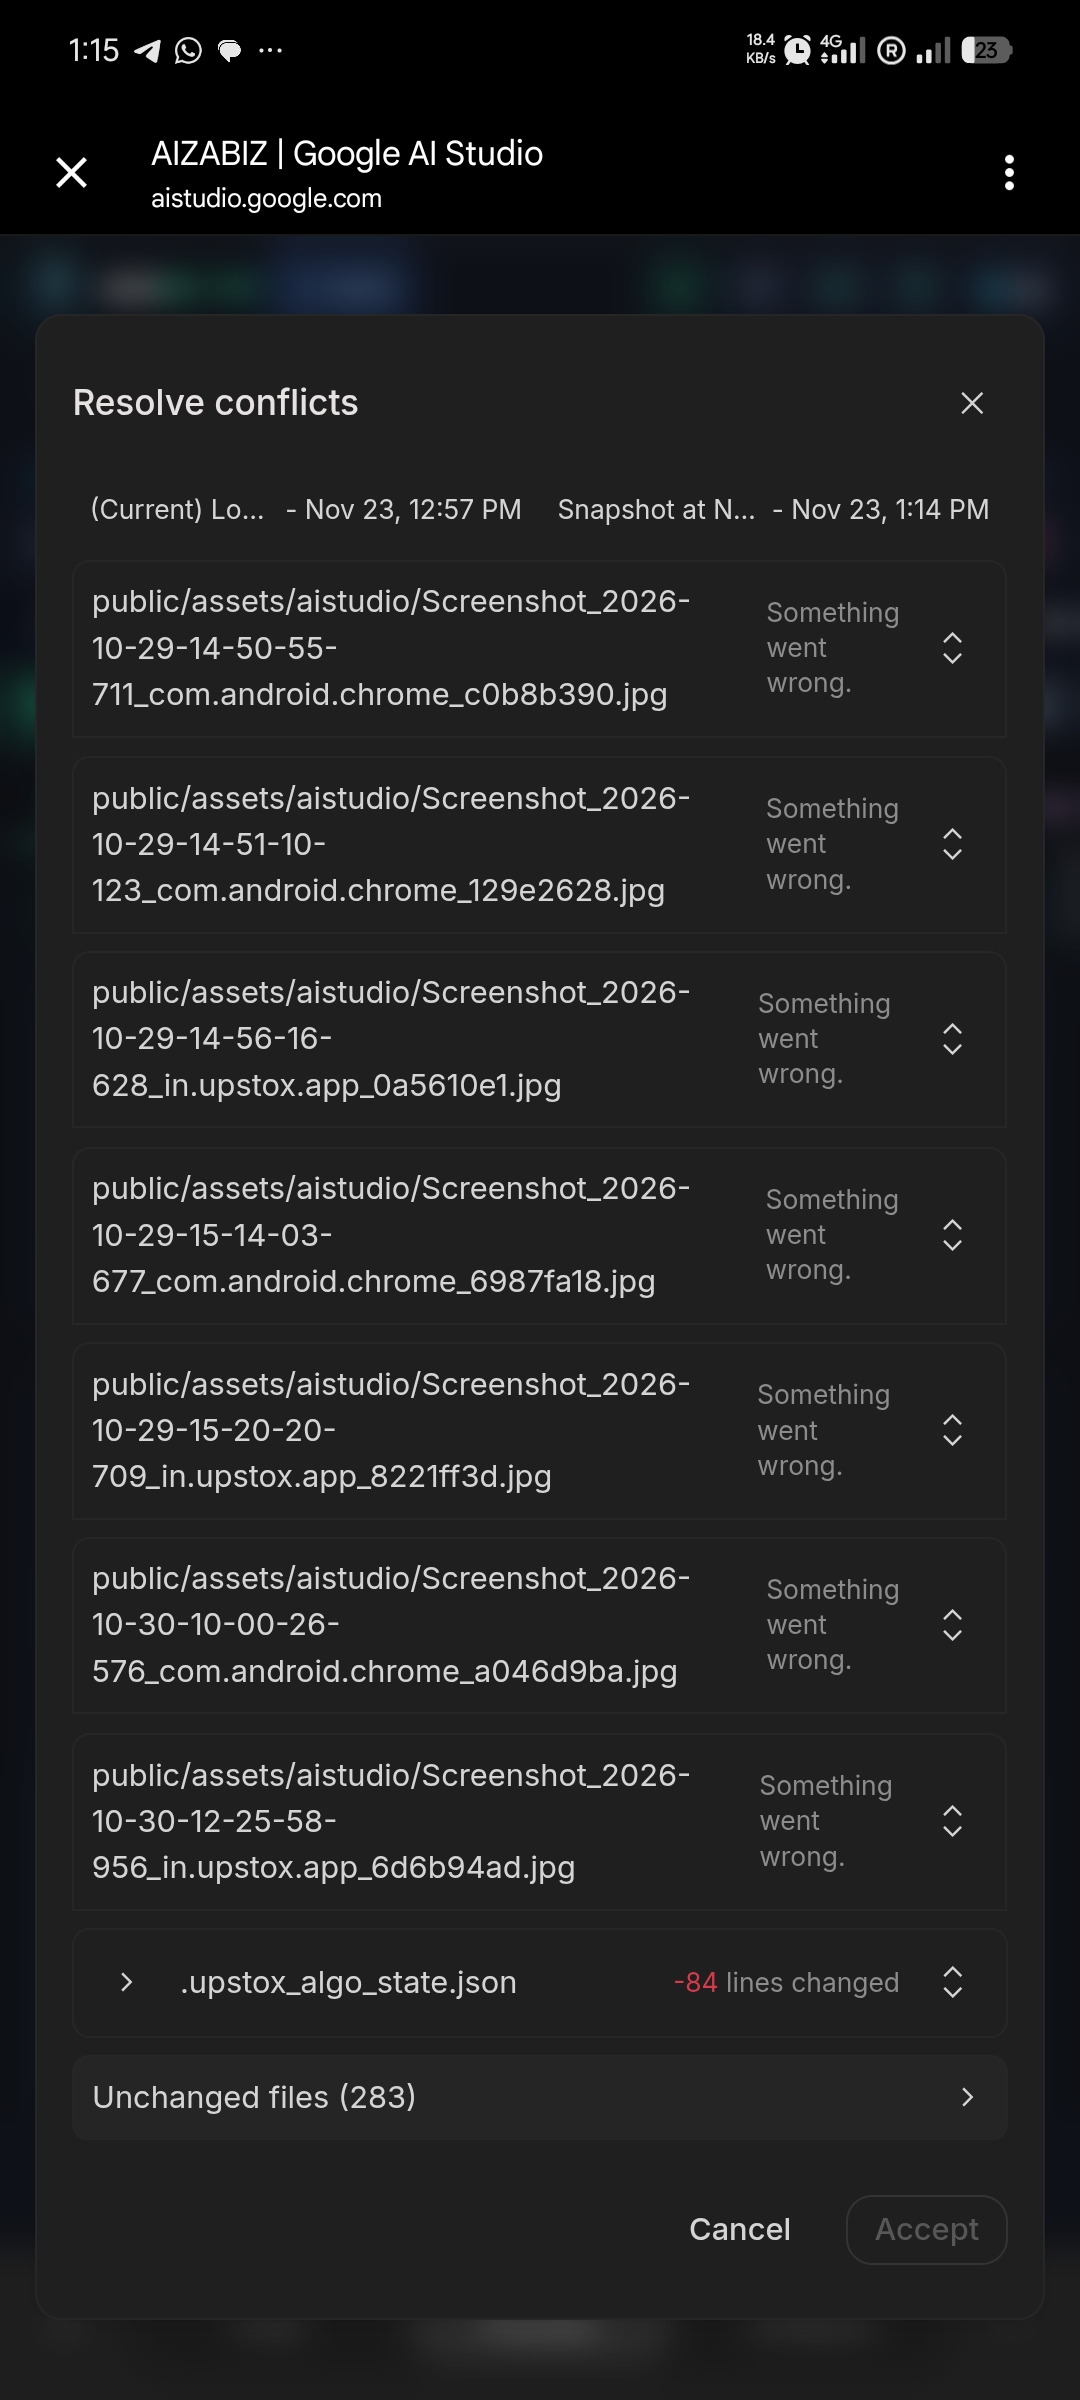 1:15
18.4
KB/s
4G
R
23
AIZABIZ | Google AI Studio
aistudio.google.com
Resolve conflicts
(Current) Lo... - Nov 23, 12:57 PM Snapshot at N... - Nov 23, 1:14 PM
public/assets/aistudio/Screenshot_2026-
10-29-14-50-55-
711_com.android.chrome_c0b8b390.jpg
Something
went
wrong.
public/assets/aistudio/Screenshot_2026-
10-29-14-51-10-
123_com.android.chrome_129e2628.jpg
Something
went
wrong.
public/assets/aistudio/Screenshot_2026-
10-29-14-56-16-
628_in.upstox.app_0a5610e1.jpg
Something
went
wrong.
public/assets/aistudio/Screenshot_2026-
10-29-15-14-03-
677_com.android.chrome_6987fa18.jpg
Something
went
wrong.
public/assets/aistudio/Screenshot_2026-
10-29-15-20-20-
709_in.upstox.app_8221ff3d.jpg
Something
went
wrong.
public/assets/aistudio/Screenshot_2026-
10-30-10-00-26-
576_com.android.chrome_a046d9ba.jpg
Something
went
wrong.
public/assets/aistudio/Screenshot_2026-
10-30-12-25-58-
956_in.upstox.app_6d6b94ad.jpg
Something
went
wrong.
.upstox_algo_state.json -84 lines changed
Unchanged files (283)
Cancel Accept